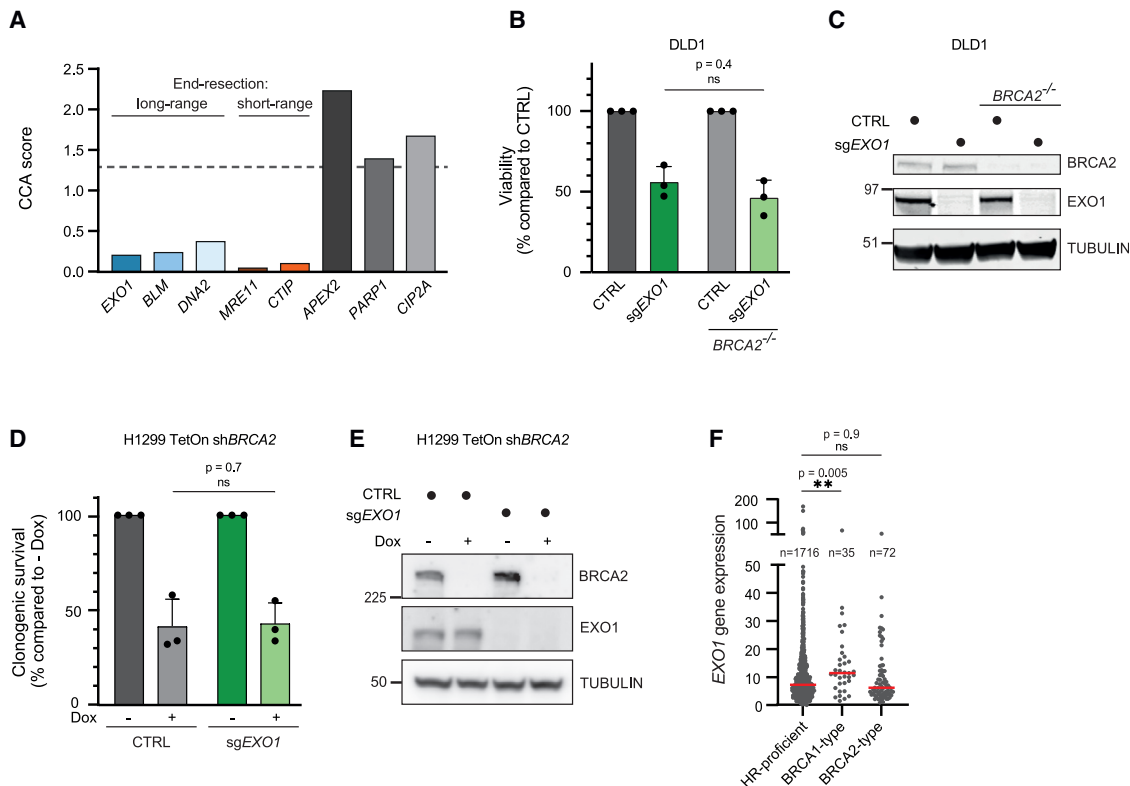 A
CCA score
2.5
2.0
1.5
1.0
0.5
0.0
End-resection:
long-range short-range
EXO1 BLM DNA2 MRE11 CTIP APEX2 PARP1 CIP2A
B
DLD1
p = 0.4
ns
Viability
(% compared to CTRL)
100
50
0
CTRL sgEXO1 CTRL sgEXO1
BRCA2-/-
C
DLD1
BRCA2-/-
CTRL
sgEXO1
BRCA2
97
EXO1
51
TUBULIN
D
H1299 TetOn shBRCA2
p = 0.7
ns
Clonogenic survival
(% compared to - Dox)
100
50
0
Dox - + - +
CTRL sgEXO1
E
H1299 TetOn shBRCA2
CTRL
sgEXO1
Dox - + - +
BRCA2
225
EXO1
50
TUBULIN
F
p = 0.9
ns
p = 0.005
**
EXO1 gene expression
200
100
50
40
30
20
10
0
n=1716 n=35 n=72
HR-proficient BRCA1-type BRCA2-type